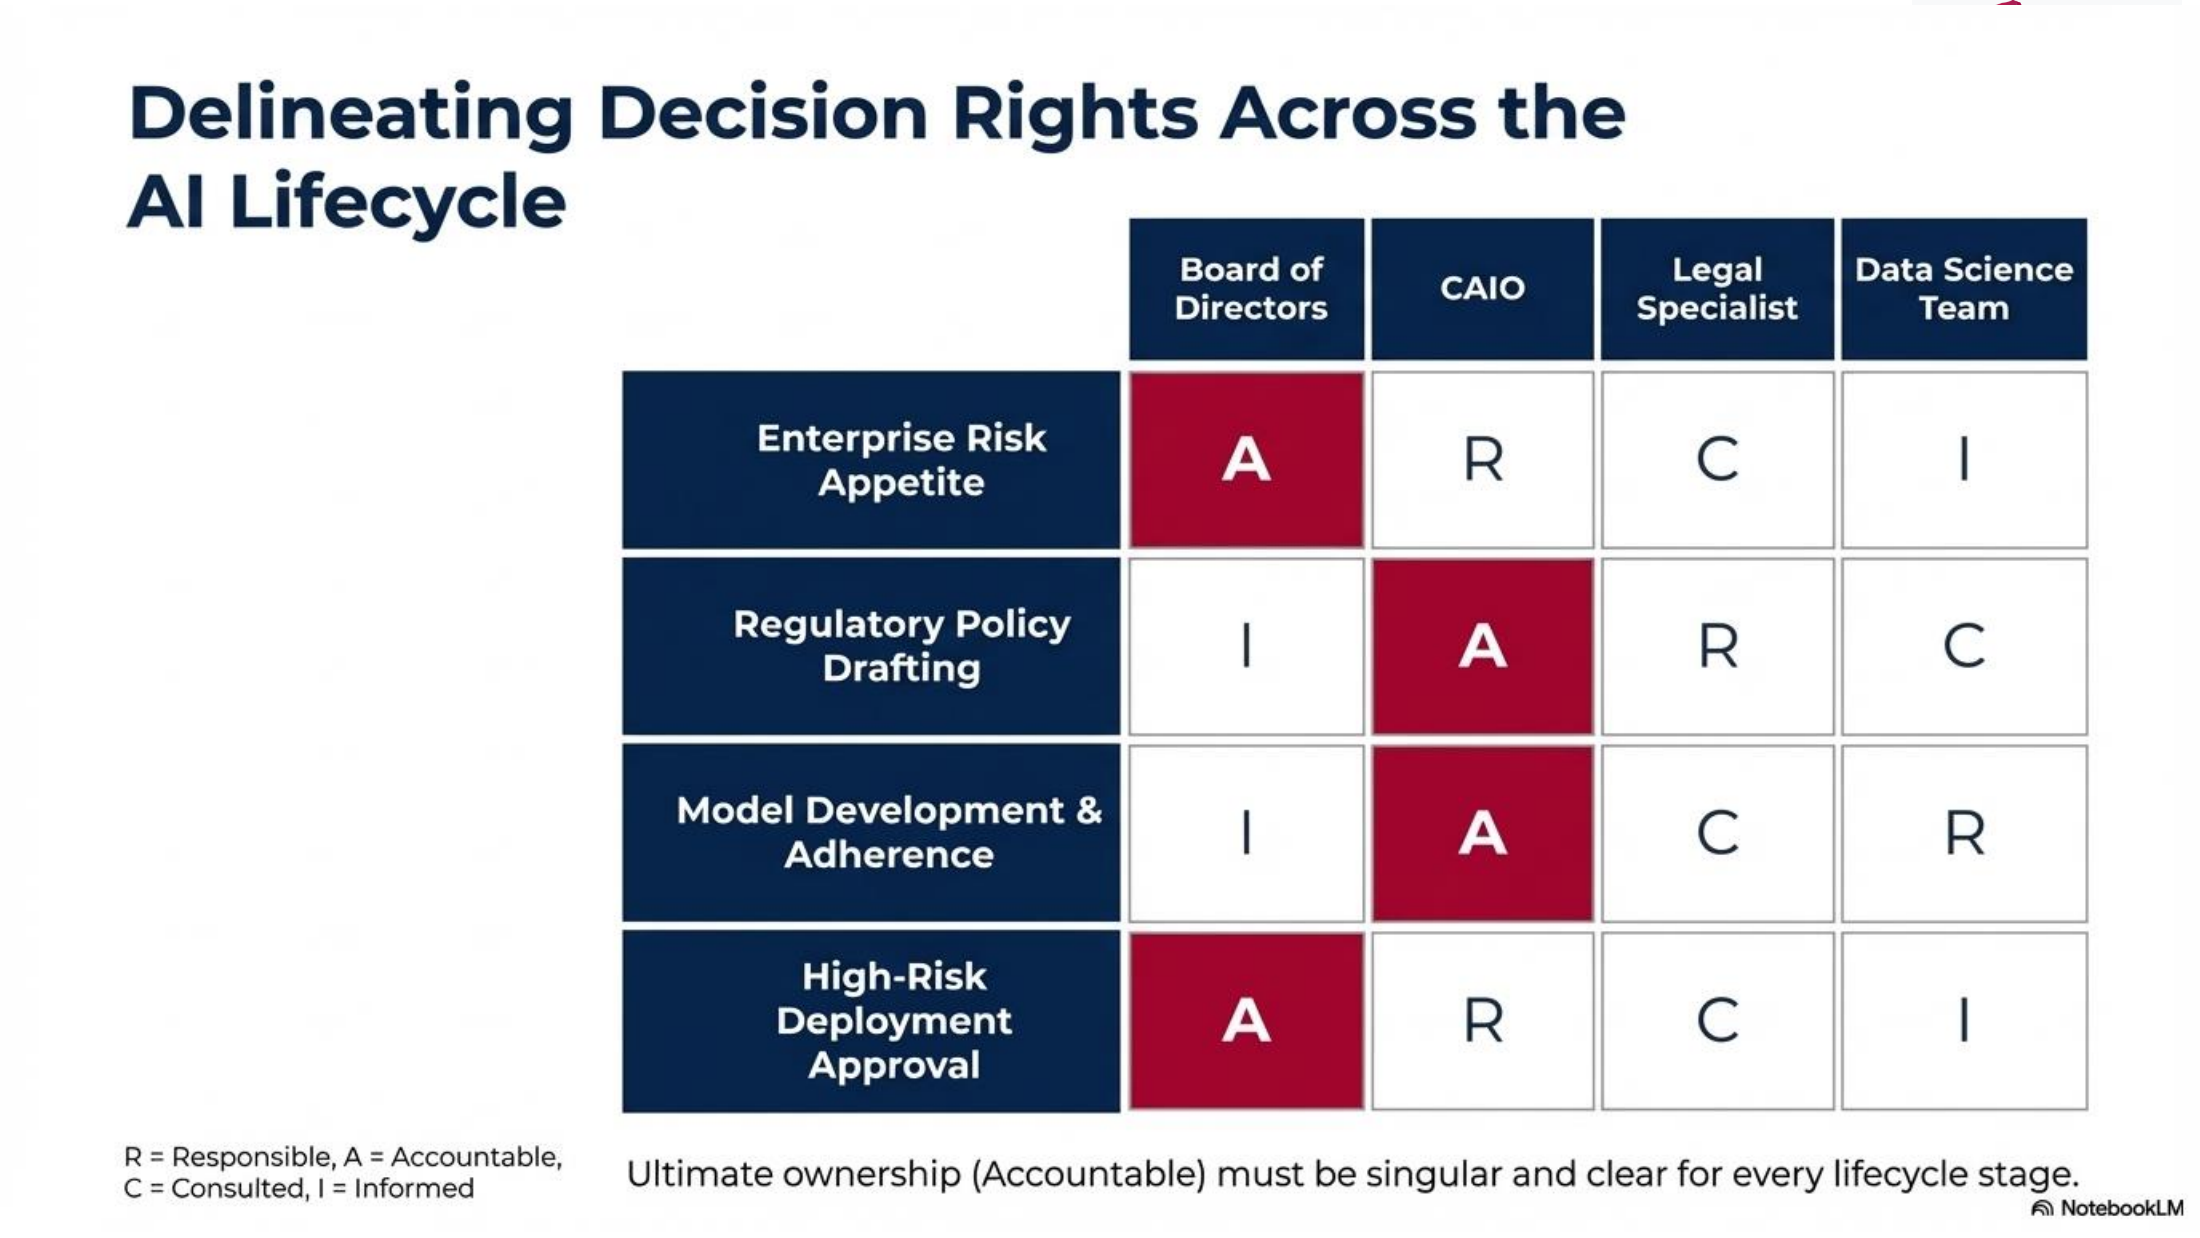 Delineating Decision Rights Across the
AI Lifecycle
Board of
Directors
CAIO
Legal
Specialist
Data Science
Team
Enterprise Risk
Appetite
A
R
C
I
Regulatory Policy
Drafting
I
A
R
C
Model Development &
Adherence
I
A
C
R
High-Risk
Deployment
Approval
A
R
C
I
R = Responsible, A = Accountable,
C = Consulted, I = Informed
Ultimate ownership (Accountable) must be singular and clear for every lifecycle stage.
NotebookLM